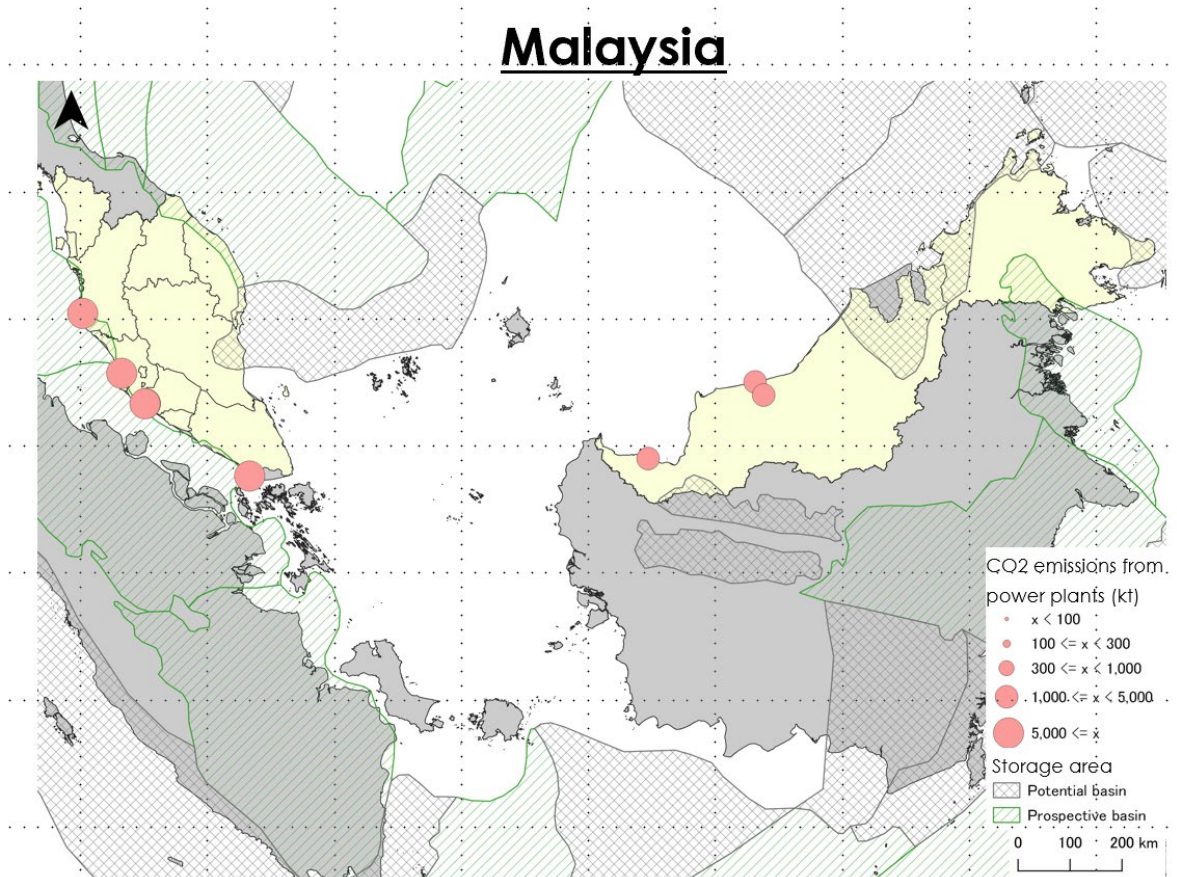 Malaysia
CO2 emissions from
power plants (kt)
x < 100
100 <= x < 300
300 <= x < 1,000
1,000 <= x < 5,000
5,000 <= x
Storage area
Potential basin
Prospective basin
0 100 200 km